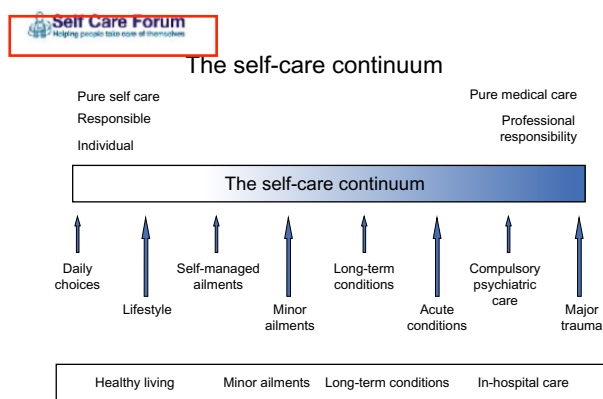 Self Care Forum
Helping people take care of themselves
The self-care continuum
Pure self care
Pure medical care
Responsible
Professional
responsibility
Individual
The self-care continuum
Daily
choices
Lifestyle
Self-managed
ailments
Minor
ailments
Long-term
conditions
Acute
conditions
Compulsory
psychiatric
care
Major
trauma
Healthy living Minor ailments Long-term conditions In-hospital care